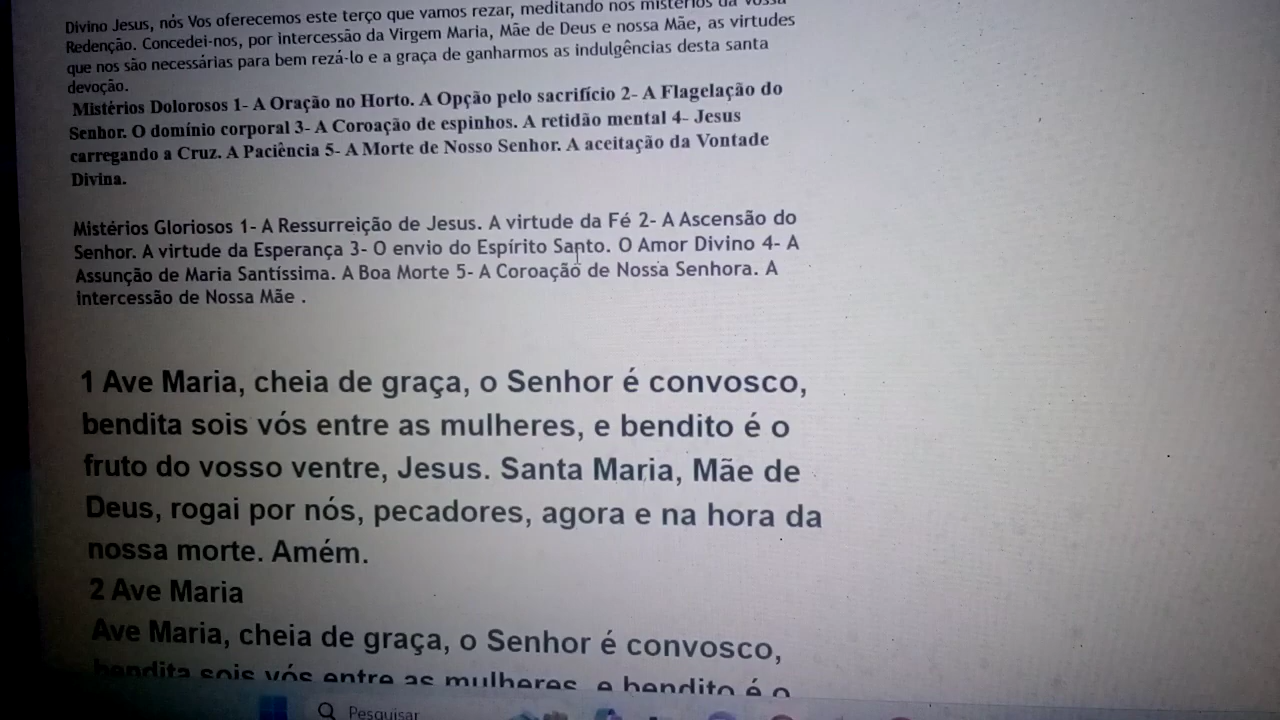 Divino Jesus, nós Vos oferecemos este terço que vamos rezar, meditando nos mistérios da vossa
Redenção. Concedei-nos, por intercessão da Virgem Maria, Mãe de Deus e nossa Mãe, as virtudes
que nos são necessárias para bem rezá-lo e a graça de ganharmos as indulgências desta santa
devoção.
Mistérios Dolorosos 1- A Oração no Horto. A Opção pelo sacrifício 2- A Flagelação do
Senhor. O domínio corporal 3- A Coroação de espinhos. A retidão mental 4- Jesus
carregando a Cruz. A Paciência 5- A Morte de Nosso Senhor. A aceitação da Vontade
Divina.
Mistérios Gloriosos 1- A Ressurreição de Jesus. A virtude da Fé 2- A Ascensão do
Senhor. A virtude da Esperança 3- O envio do Espírito Santo. O Amor Divino 4- A
Assunção de Maria Santíssima. A Boa Morte 5- A Coroação de Nossa Senhora. A
intercessão de Nossa Mãe .
1 Ave Maria, cheia de graça, o Senhor é convosco,
bendita sois vós entre as mulheres, e bendito é o
fruto do vosso ventre, Jesus. Santa Maria, Mãe de
Deus, rogai por nós, pecadores, agora e na hora da
nossa morte. Amém.
2 Ave Maria
Ave Maria, cheia de graça, o Senhor é convosco,
bendita sois vós entre as mulheres, e bendito é o
Pesquisar